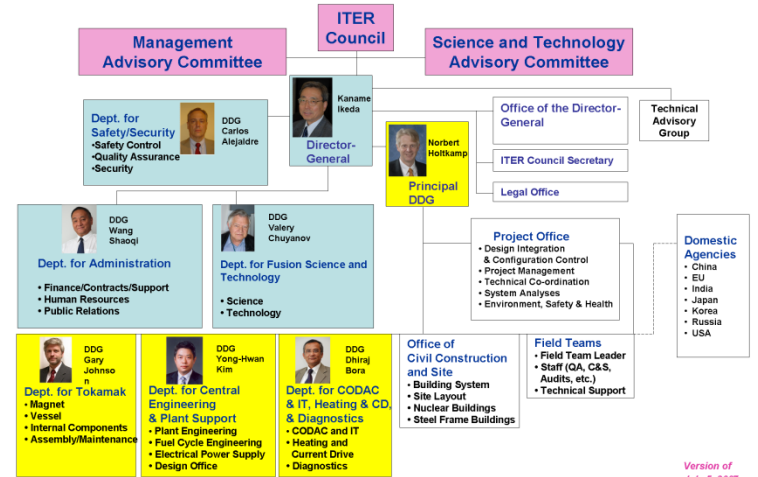 ITER
Council
Management
Advisory Committee
Science and Technology
Advisory Committee
Kaname
Ikeda
Director-
General
Office of the Director-
General
Technical
Advisory
Group
Dept. for
Safety/Security
•Safety Control
•Quality Assurance
•Security
DDG
Carlos
Alejaldre
Norbert
Holtkamp
Principal
DDG
ITER Council Secretary
Legal Office
DDG
Wang
Shaoqi
Dept. for Administration
• Finance/Contracts/Support
• Human Resources
• Public Relations
DDG
Valery
Chuyanov
Dept. for Fusion Science and
Technology
• Science
• Technology
Project Office
• Design Integration
& Configuration Control
• Project Management
• Technical Co-ordination
• System Analyses
• Environment, Safety & Health
Domestic
Agencies
• China
• EU
• India
• Japan
• Korea
• Russia
• USA
DDG
Gary
Johnso
n
Dept. for Tokamak
• Magnet
• Vessel
• Internal Components
• Assembly/Maintenance
DDG
Yong-Hwan
Kim
Dept. for Central
Engineering
& Plant Support
• Plant Engineering
• Fuel Cycle Engineering
• Electrical Power Supply
• Design Office
DDG
Dhiraj
Bora
Dept. for CODAC
& IT, Heating & CD,
& Diagnostics
• CODAC and IT
• Heating and
Current Drive
• Diagnostics
Office of
Civil Construction
and Site
• Building System
• Site Layout
• Nuclear Buildings
• Steel Frame Buildings
Field Teams
• Field Team Leader
• Staff (QA, C&S,
Audits, etc.)
• Technical Support
Version of